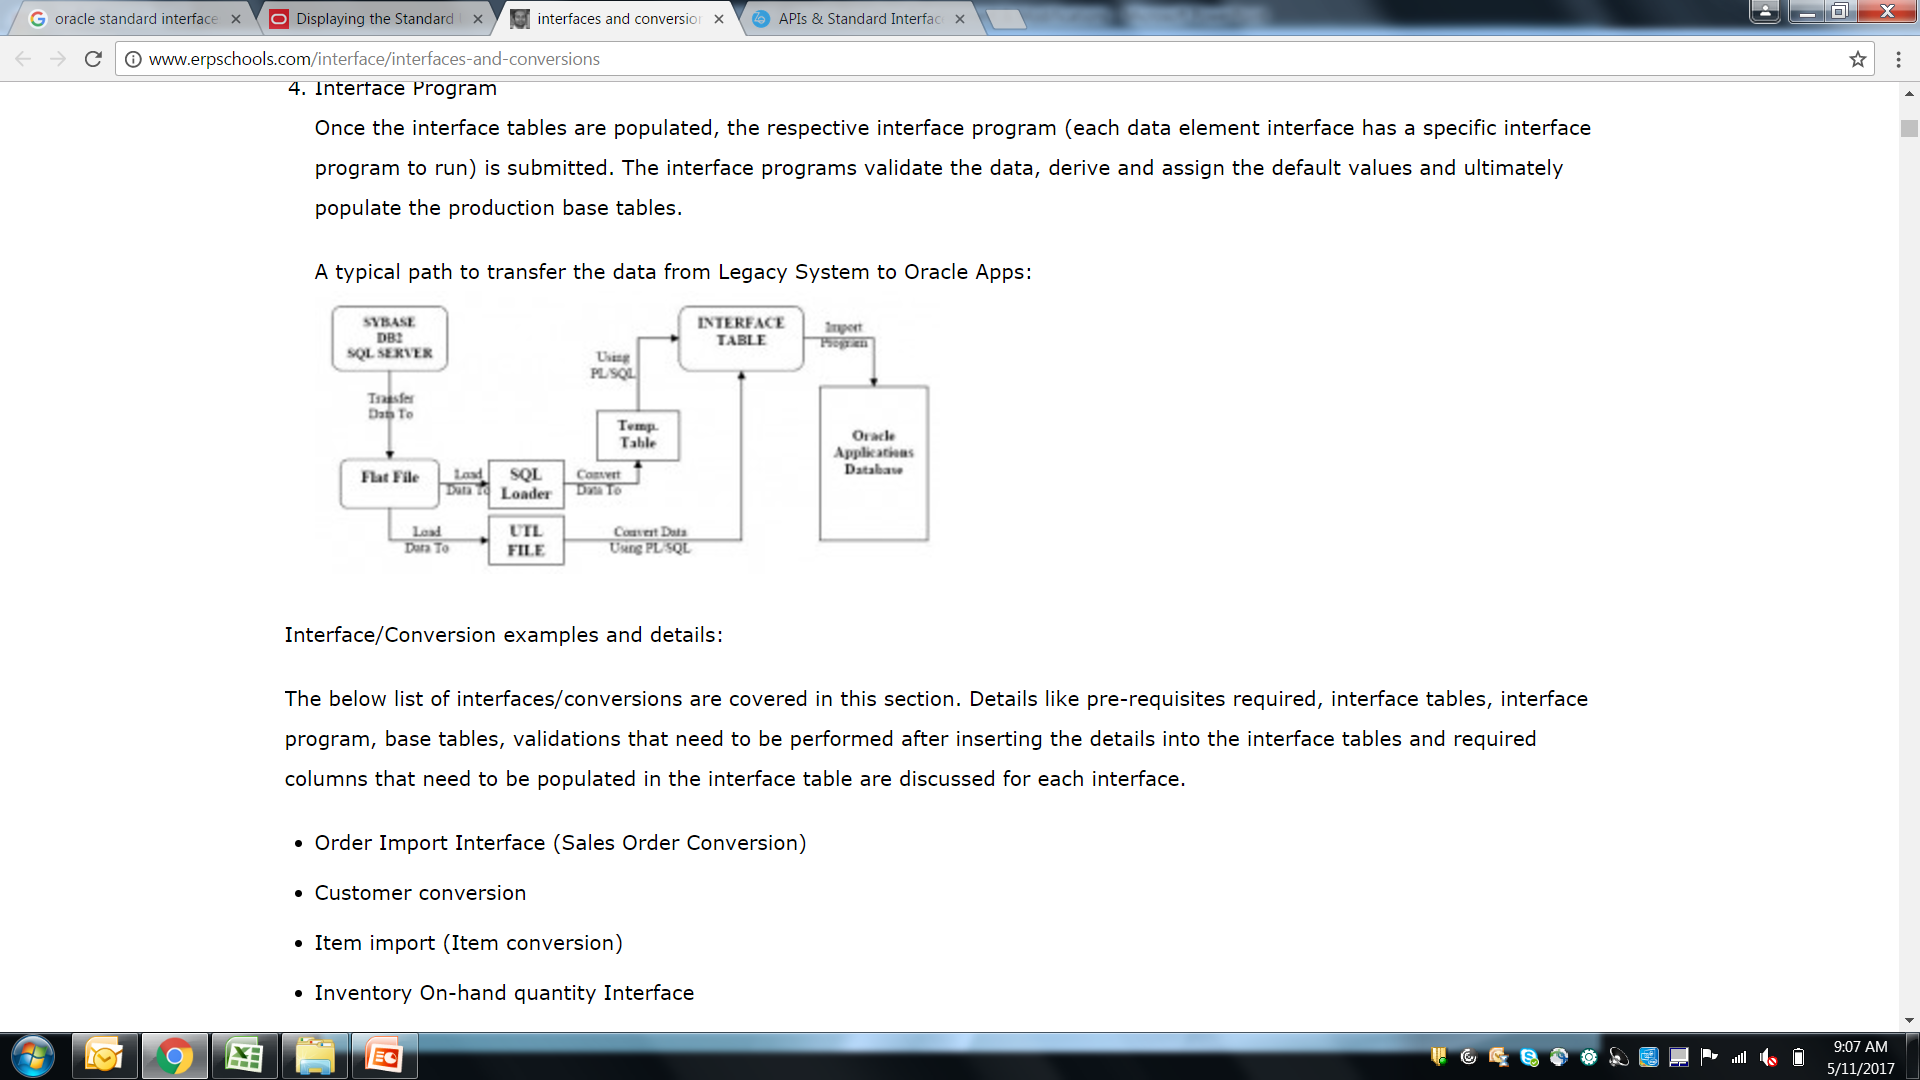 oracle standard interface
Displaying the Standard
interfaces and conversion
APIs & Standard Interfac
www.erpschools.com/interface/interfaces-and-conversions
4. Interface Program
Once the interface tables are populated, the respective interface program (each data element interface has a specific interface
program to run) is submitted. The interface programs validate the data, derive and assign the default values and ultimately
populate the production base tables.
A typical path to transfer the data from Legacy System to Oracle Apps:
SYBASE
DB2
SQL SERVER
Transfer
Data To
Flat File
Load
Data To
SQL
Loader
Convert
Data To
Temp.
Table
Using
PL/SQL
INTERFACE
TABLE
Import
Program
Oracle
Applications
Database
Load
Data To
UTL
FILE
Convert Data
Using PL/SQL
Interface/Conversion examples and details:
The below list of interfaces/conversions are covered in this section. Details like pre-requisites required, interface tables, interface
program, base tables, validations that need to be performed after inserting the details into the interface tables and required
columns that need to be populated in the interface table are discussed for each interface.
• Order Import Interface (Sales Order Conversion)
• Customer conversion
• Item import (Item conversion)
• Inventory On-hand quantity Interface
9:07 AM
5/11/2017